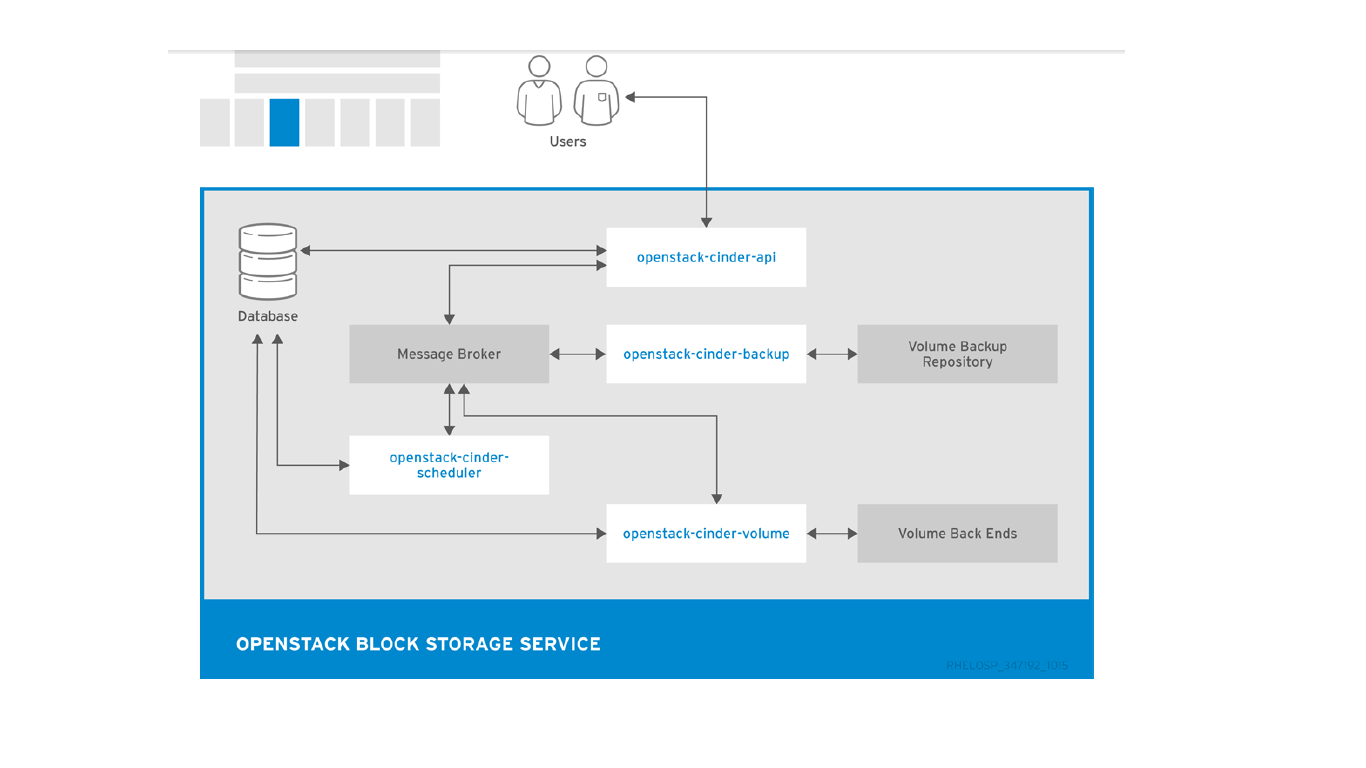 Users
openstack-cinder-api
Database
Message Broker
openstack-cinder-backup
Volume Backup
Repository
openstack-cinder-
scheduler
openstack-cinder-volume
Volume Back Ends
OPENSTACK BLOCK STORAGE SERVICE
RHELOSP_347192_1015